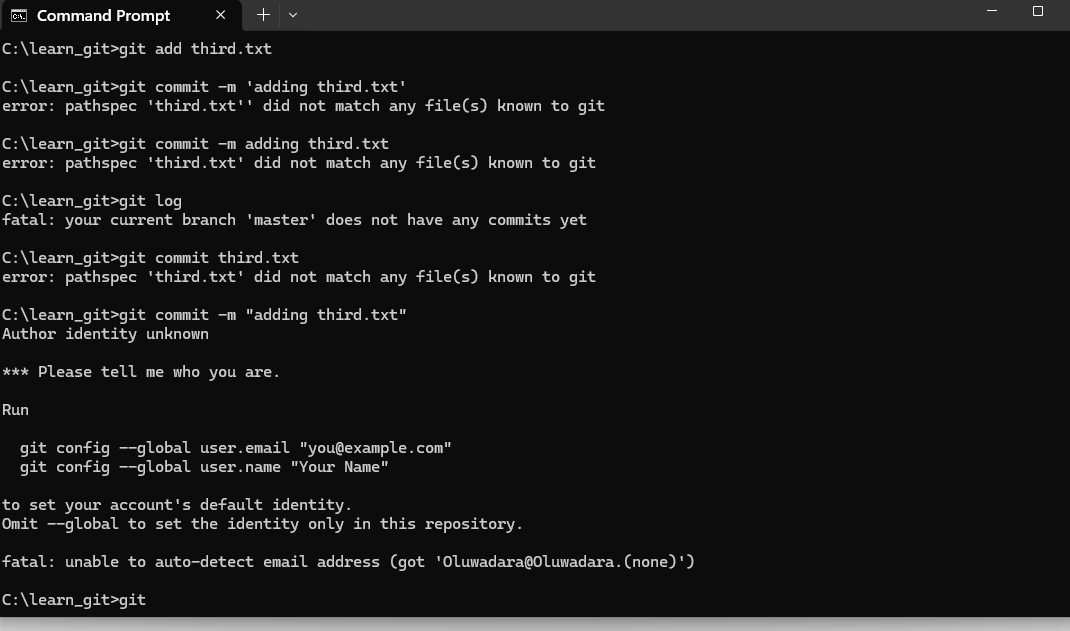 Command Prompt
C:\learn_git>git add third.txt
C:\learn_git>git commit -m 'adding third.txt'
error: pathspec 'third.txt'' did not match any file(s) known to git
C:\learn_git>git commit -m adding third.txt
error: pathspec 'third.txt' did not match any file(s) known to git
C:\learn_git>git log
fatal: your current branch 'master' does not have any commits yet
C:\learn_git>git commit third.txt
error: pathspec 'third.txt' did not match any file(s) known to git
C:\learn_git>git commit -m "adding third.txt"
Author identity unknown
*** Please tell me who you are.
Run
  git config --global user.email "you@example.com"
  git config --global user.name "Your Name"
to set your account's default identity.
Omit --global to set the identity only in this repository.
fatal: unable to auto-detect email address (got 'Oluwadara@Oluwadara.(none)')
C:\learn_git>git